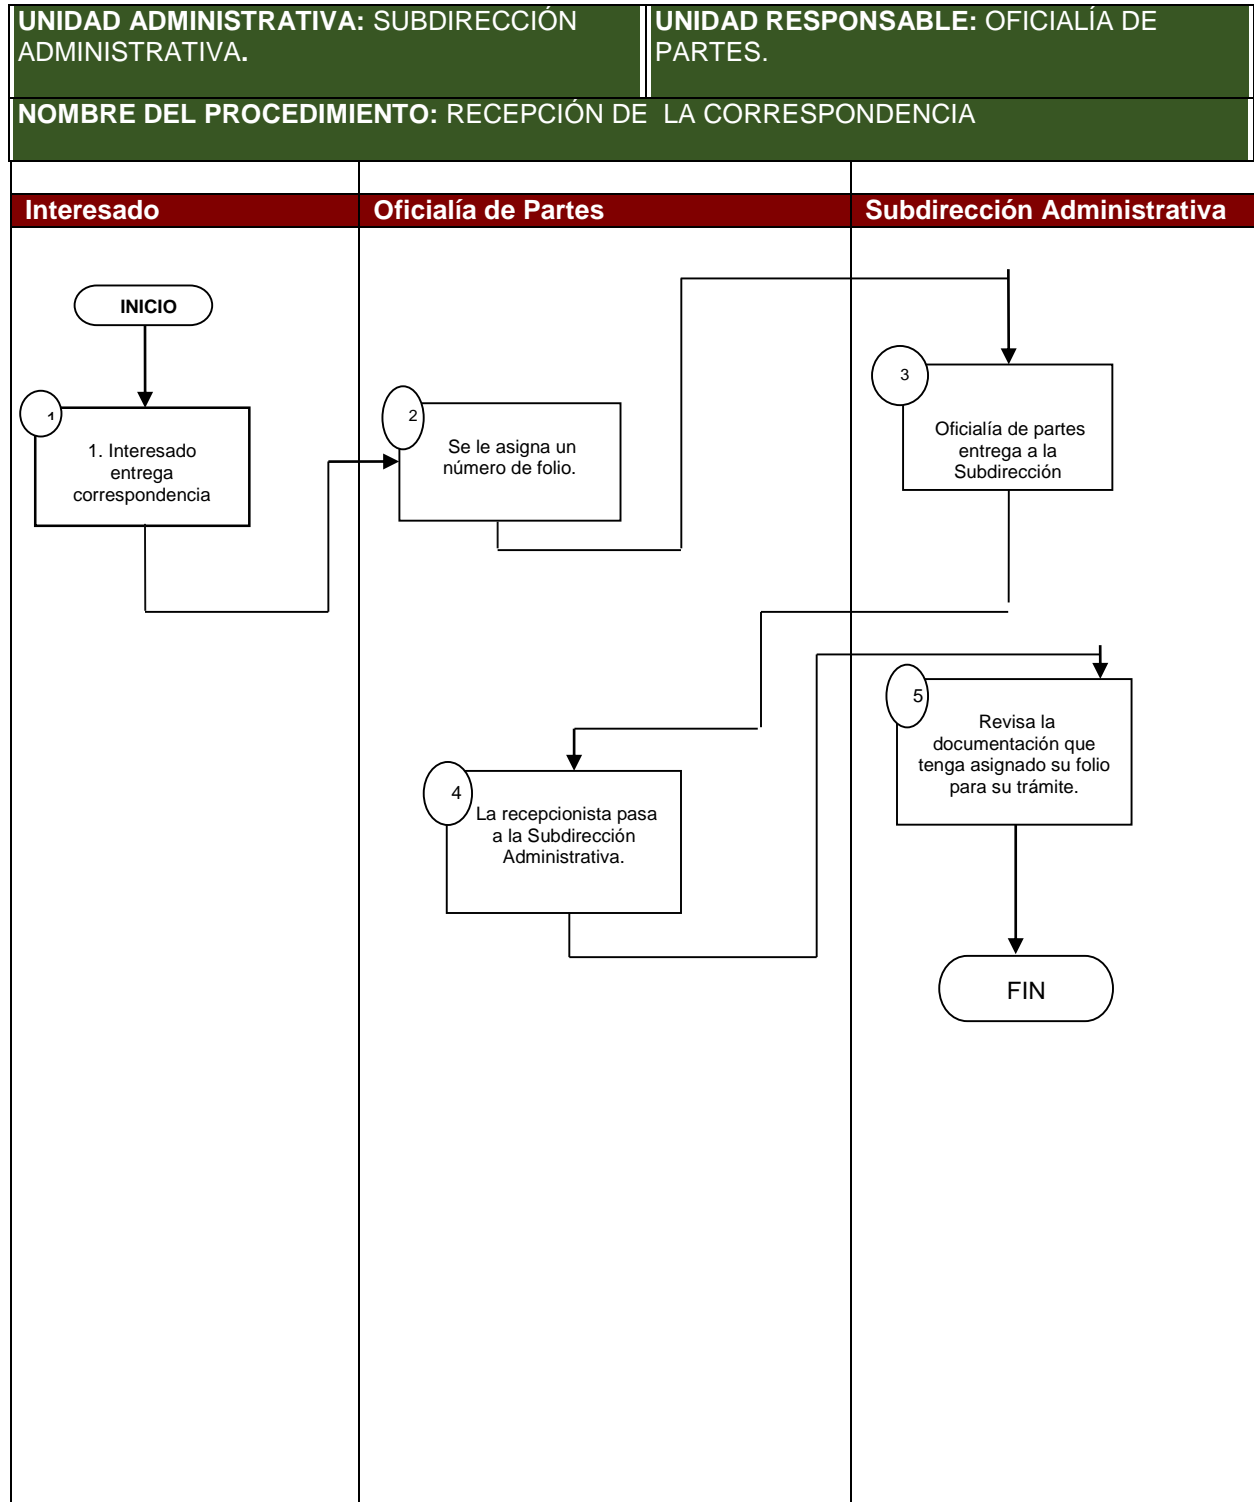 UNIDAD ADMINISTRATIVA: SUBDIRECCIÓN
ADMINISTRATIVA.
UNIDAD RESPONSABLE: OFICIALÍA DE
PARTES.
NOMBRE DEL PROCEDIMIENTO: RECEPCIÓN DE LA CORRESPONDENCIA
Interesado
Oficialía de Partes
Subdirección Administrativa
INICIO
1
1. Interesado
entrega
correspondencia
2
Se le asigna un
número de folio.
3
Oficialía de partes
entrega a la
Subdirección
4
La recepcionista pasa
a la Subdirección
Administrativa.
5
Revisa la
documentación que
tenga asignado su folio
para su trámite.
FIN